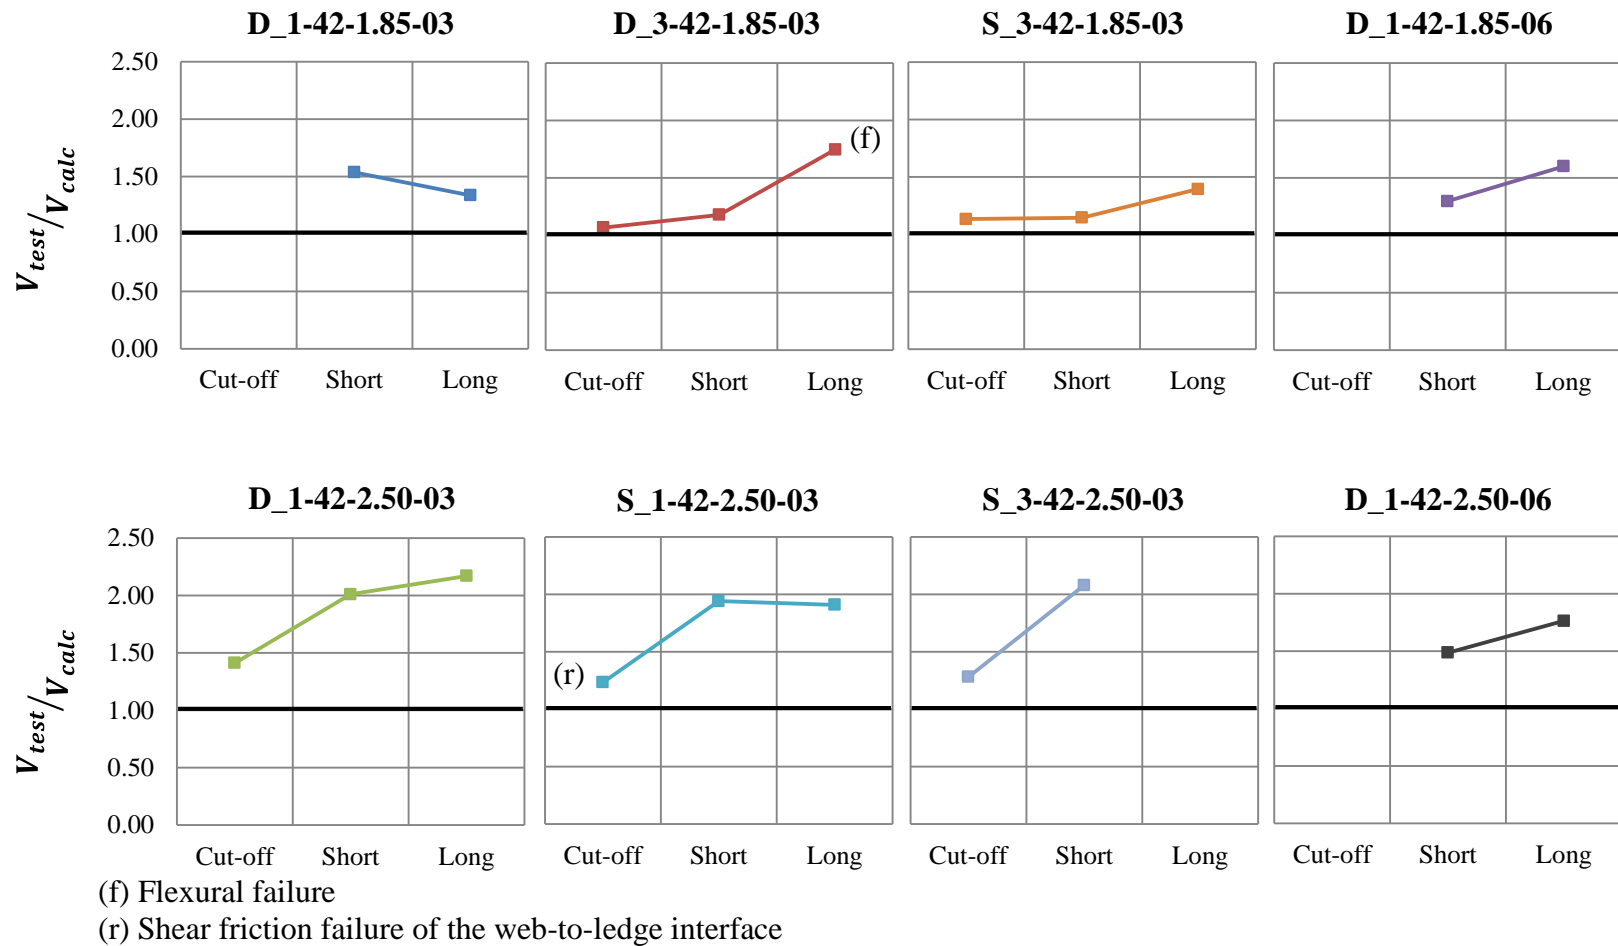 D_1-42-1.85-03 D_3-42-1.85-03 S_3-42-1.85-03 D_1-42-1.85-06
2.50
2.00
(f)
1.50
1.00
0.50
0.00
V_test/V_calc
Cut-off Short Long Cut-off Short Long Cut-off Short Long Cut-off Short Long
D_1-42-2.50-03 S_1-42-2.50-03 S_3-42-2.50-03 D_1-42-2.50-06
2.50
2.00
1.50
(r)
1.00
0.50
0.00
V_test/V_calc
Cut-off Short Long Cut-off Short Long Cut-off Short Long Cut-off Short Long
(f) Flexural failure
(r) Shear friction failure of the web-to-ledge interface